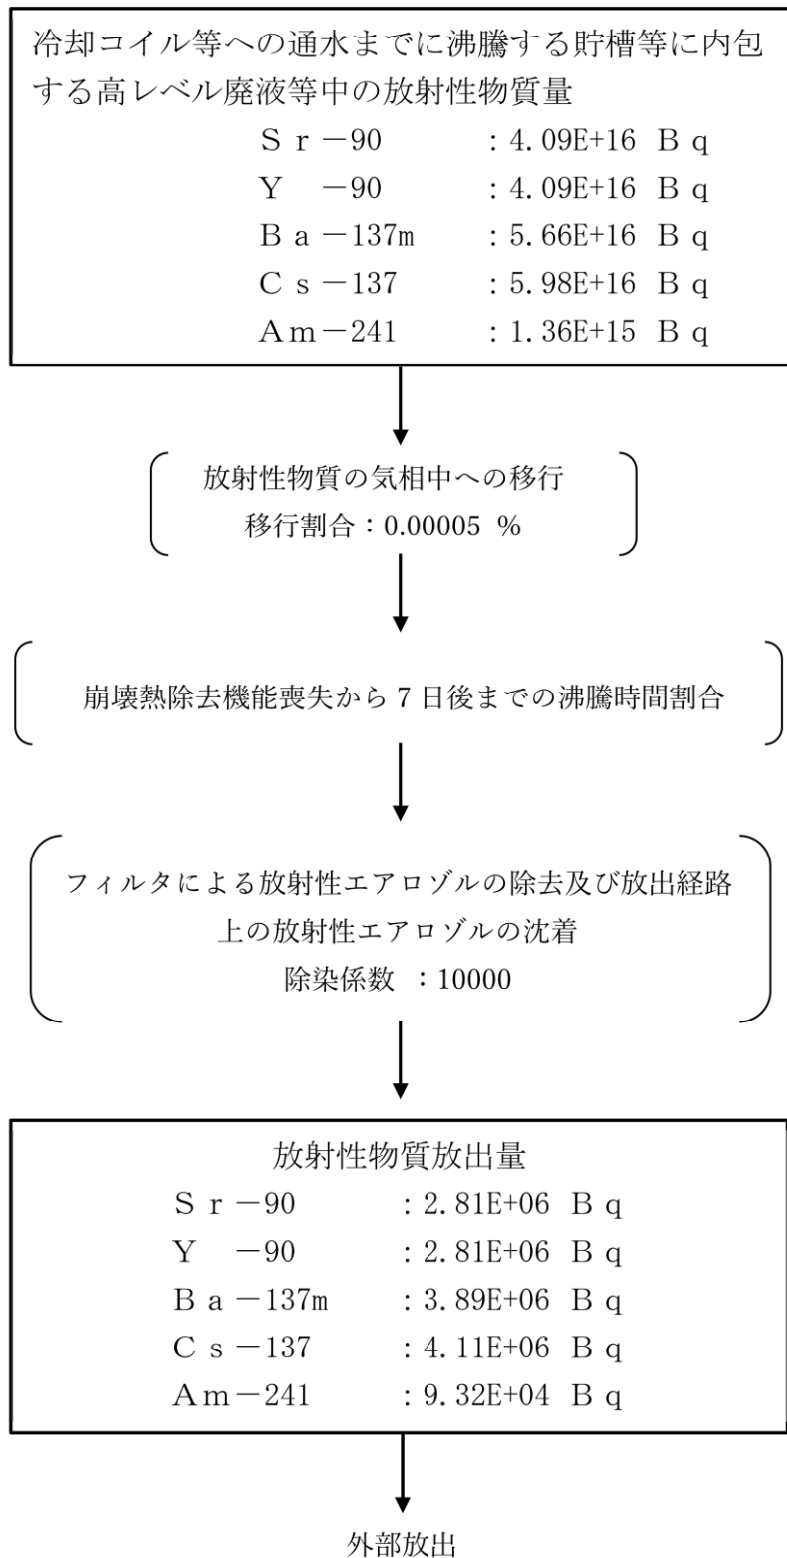 冷却コイル等への通水までに沸騰する貯槽等に内包
する高レベル廃液等中の放射性物質量
Ｓｒ－90 : 4.09E+16 Ｂｑ
Ｙ －90 : 4.09E+16 Ｂｑ
Ｂａ－137m : 5.66E+16 Ｂｑ
Ｃｓ－137 : 5.98E+16 Ｂｑ
Ａｍ－241 : 1.36E+15 Ｂｑ
放射性物質の気相中への移行
移行割合：0.00005 %
崩壊熱除去機能喪失から 7 日後までの沸騰時間割合
フィルタによる放射性エアロゾルの除去及び放出経路
上の放射性エアロゾルの沈着
除染係数 ：10000
放射性物質放出量
Ｓｒ－90 : 2.81E+06 Ｂｑ
Ｙ －90 : 2.81E+06 Ｂｑ
Ｂａ－137m : 3.89E+06 Ｂｑ
Ｃｓ－137 : 4.11E+06 Ｂｑ
Ａｍ－241 : 9.32E+04 Ｂｑ
外部放出